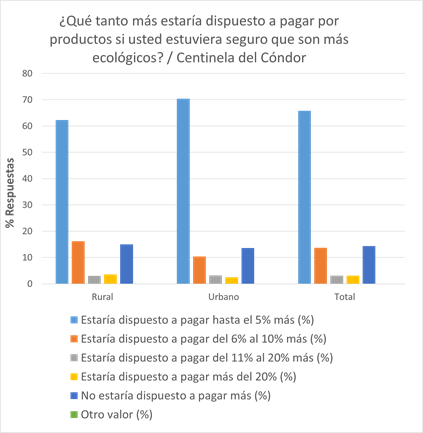 ¿Qué tanto más estaría dispuesto a pagar por
productos si usted estuviera seguro que son más
ecológicos? / Centinela del Cóndor
% Respuestas
80
70
60
50
40
30
20
10
0
Rural
Urbano
Total
Estaría dispuesto a pagar hasta el 5% más (%)
Estaría dispuesto a pagar del 6% al 10% más (%)
Estaría dispuesto a pagar del 11% al 20% más (%)
Estaría dispuesto a pagar más del 20% (%)
No estaría dispuesto a pagar más (%)
Otro valor (%)